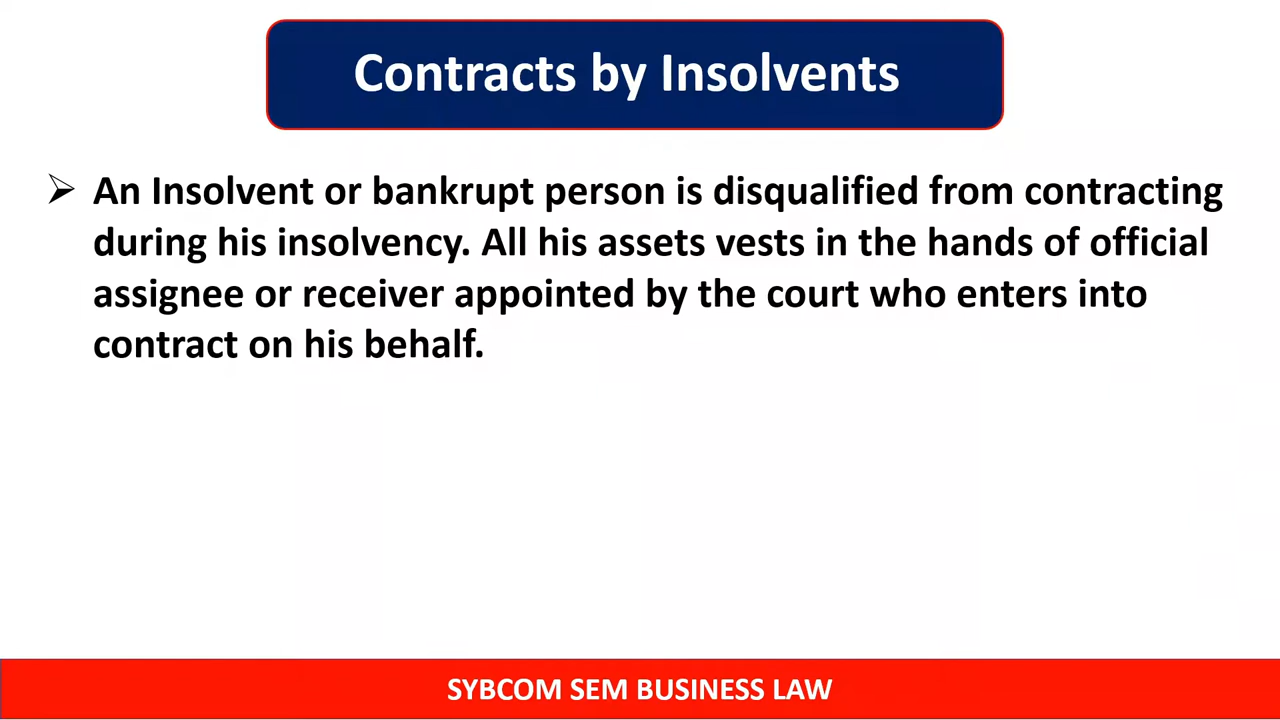 Contracts by Insolvents
➢ An Insolvent or bankrupt person is disqualified from contracting
during his insolvency. All his assets vests in the hands of official
assignee or receiver appointed by the court who enters into
contract on his behalf.
SYBCOM SEM BUSINESS LAW